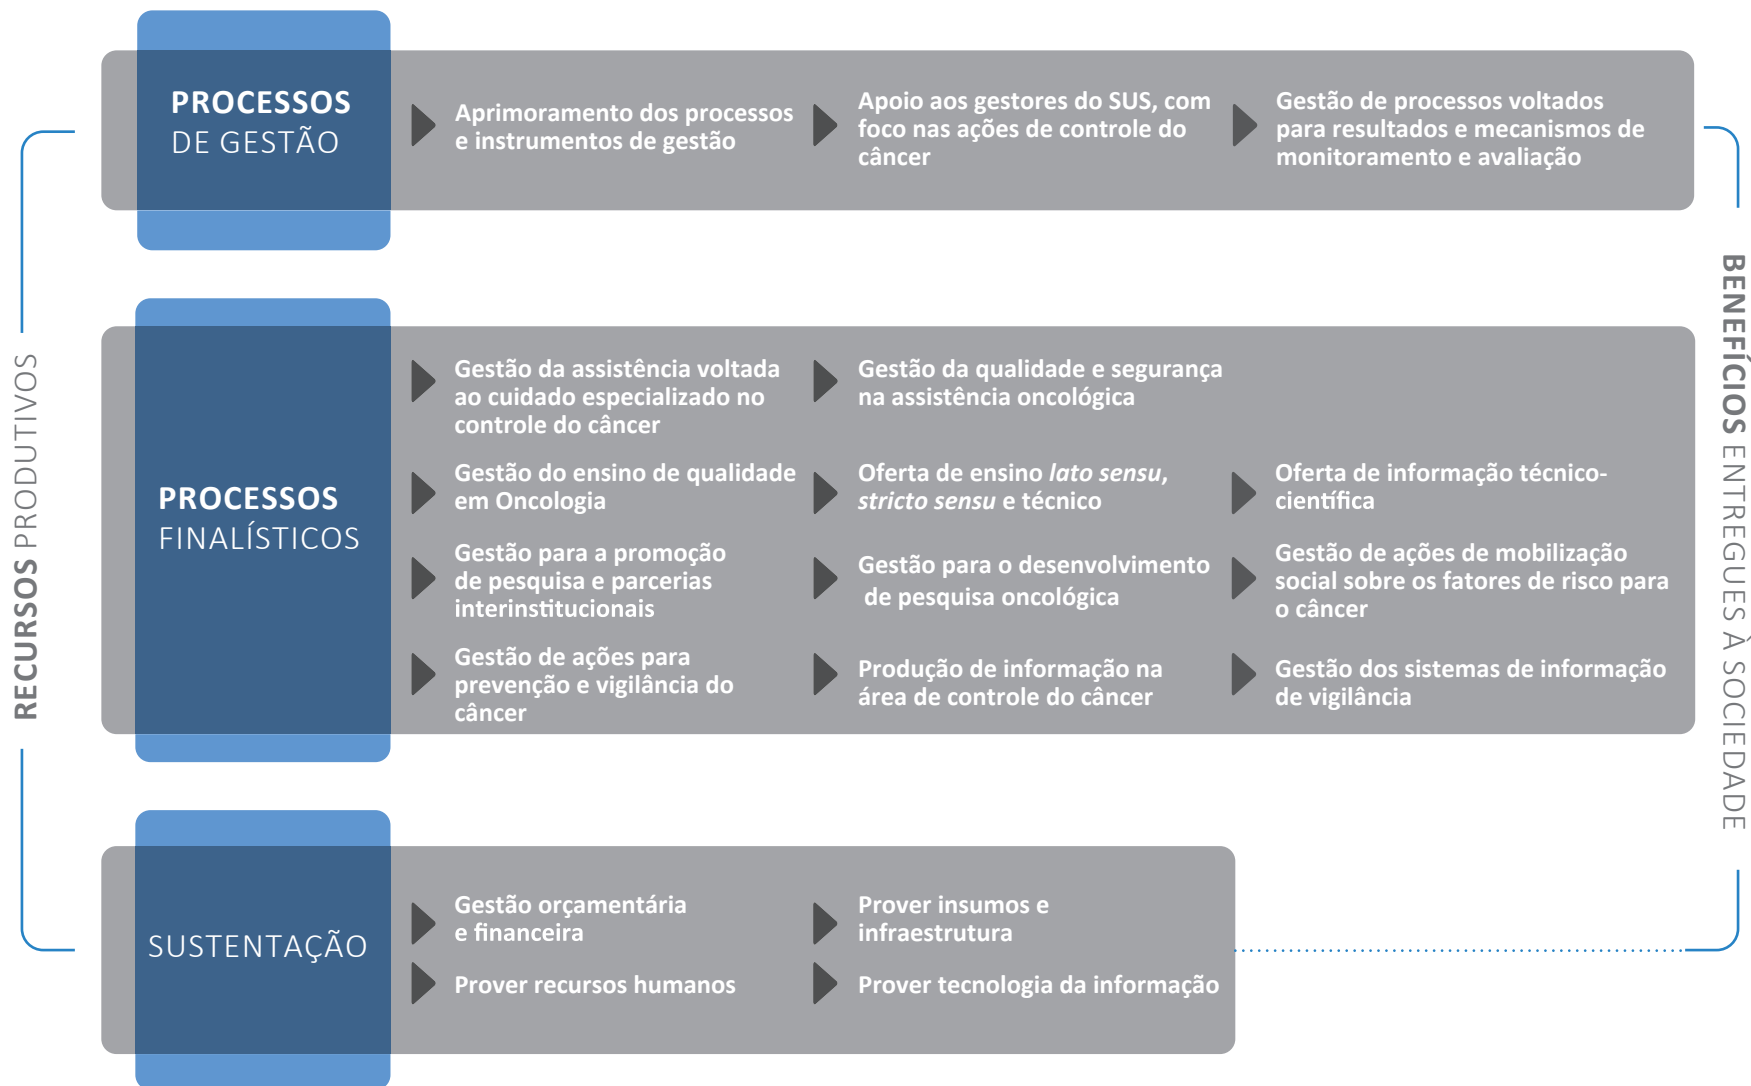 PROCESSOS
DE GESTÃO
Aprimoramento dos processos
e instrumentos de gestão
Apoio aos gestores do SUS, com
foco nas ações de controle do
câncer
Gestão de processos voltados
para resultados e mecanismos de
monitoramento e avaliação
RECURSOS PRODUTIVOS
PROCESSOS
FINALÍSTICOS
Gestão da assistência voltada
ao cuidado especializado no
controle do câncer
Gestão da qualidade e segurança
na assistência oncológica
Gestão do ensino de qualidade
em Oncologia
Oferta de ensino lato sensu,
stricto sensu e técnico
Oferta de informação técnico-
científica
Gestão para a promoção
de pesquisa e parcerias
interinstitucionais
Gestão para o desenvolvimento
de pesquisa oncológica
Gestão de ações de mobilização
social sobre os fatores de risco para
o câncer
Gestão de ações para
prevenção e vigilância do
câncer
Produção de informação na
área de controle do câncer
Gestão dos sistemas de informação
de vigilância
BENEFÍCIOS ENTREGUES À SOCIEDADE
SUSTENTAÇÃO
Gestão orçamentária
e financeira
Prover insumos e
infraestrutura
Prover recursos humanos
Prover tecnologia da informação